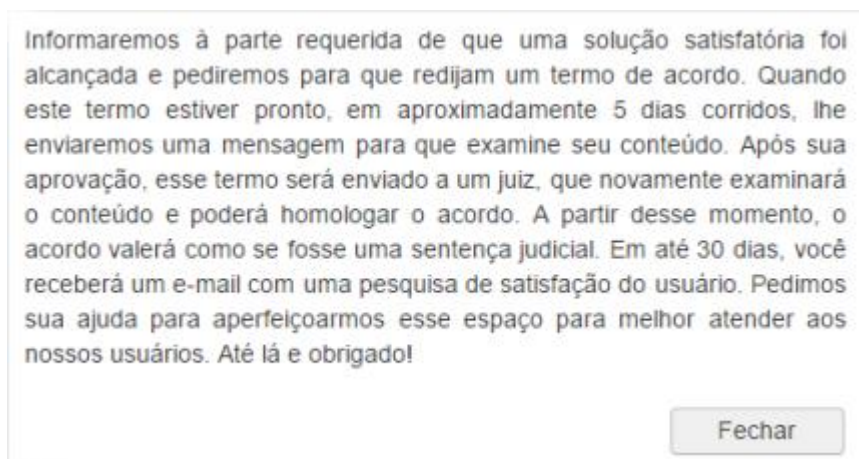 Informaremos à parte requerida de que uma solução satisfatória foi
alcançada e pediremos para que redijam um termo de acordo. Quando
este termo estiver pronto, em aproximadamente 5 dias corridos, lhe
enviaremos uma mensagem para que examine seu conteúdo. Após sua
aprovação, esse termo será enviado a um juiz, que novamente examinará
o conteúdo e poderá homologar o acordo. A partir desse momento, o
acordo valerá como se fosse uma sentença judicial. Em até 30 dias, você
receberá um e-mail com uma pesquisa de satisfação do usuário. Pedimos
sua ajuda para aperfeiçoarmos esse espaço para melhor atender aos
nossos usuários. Até lá e obrigado!
Fechar